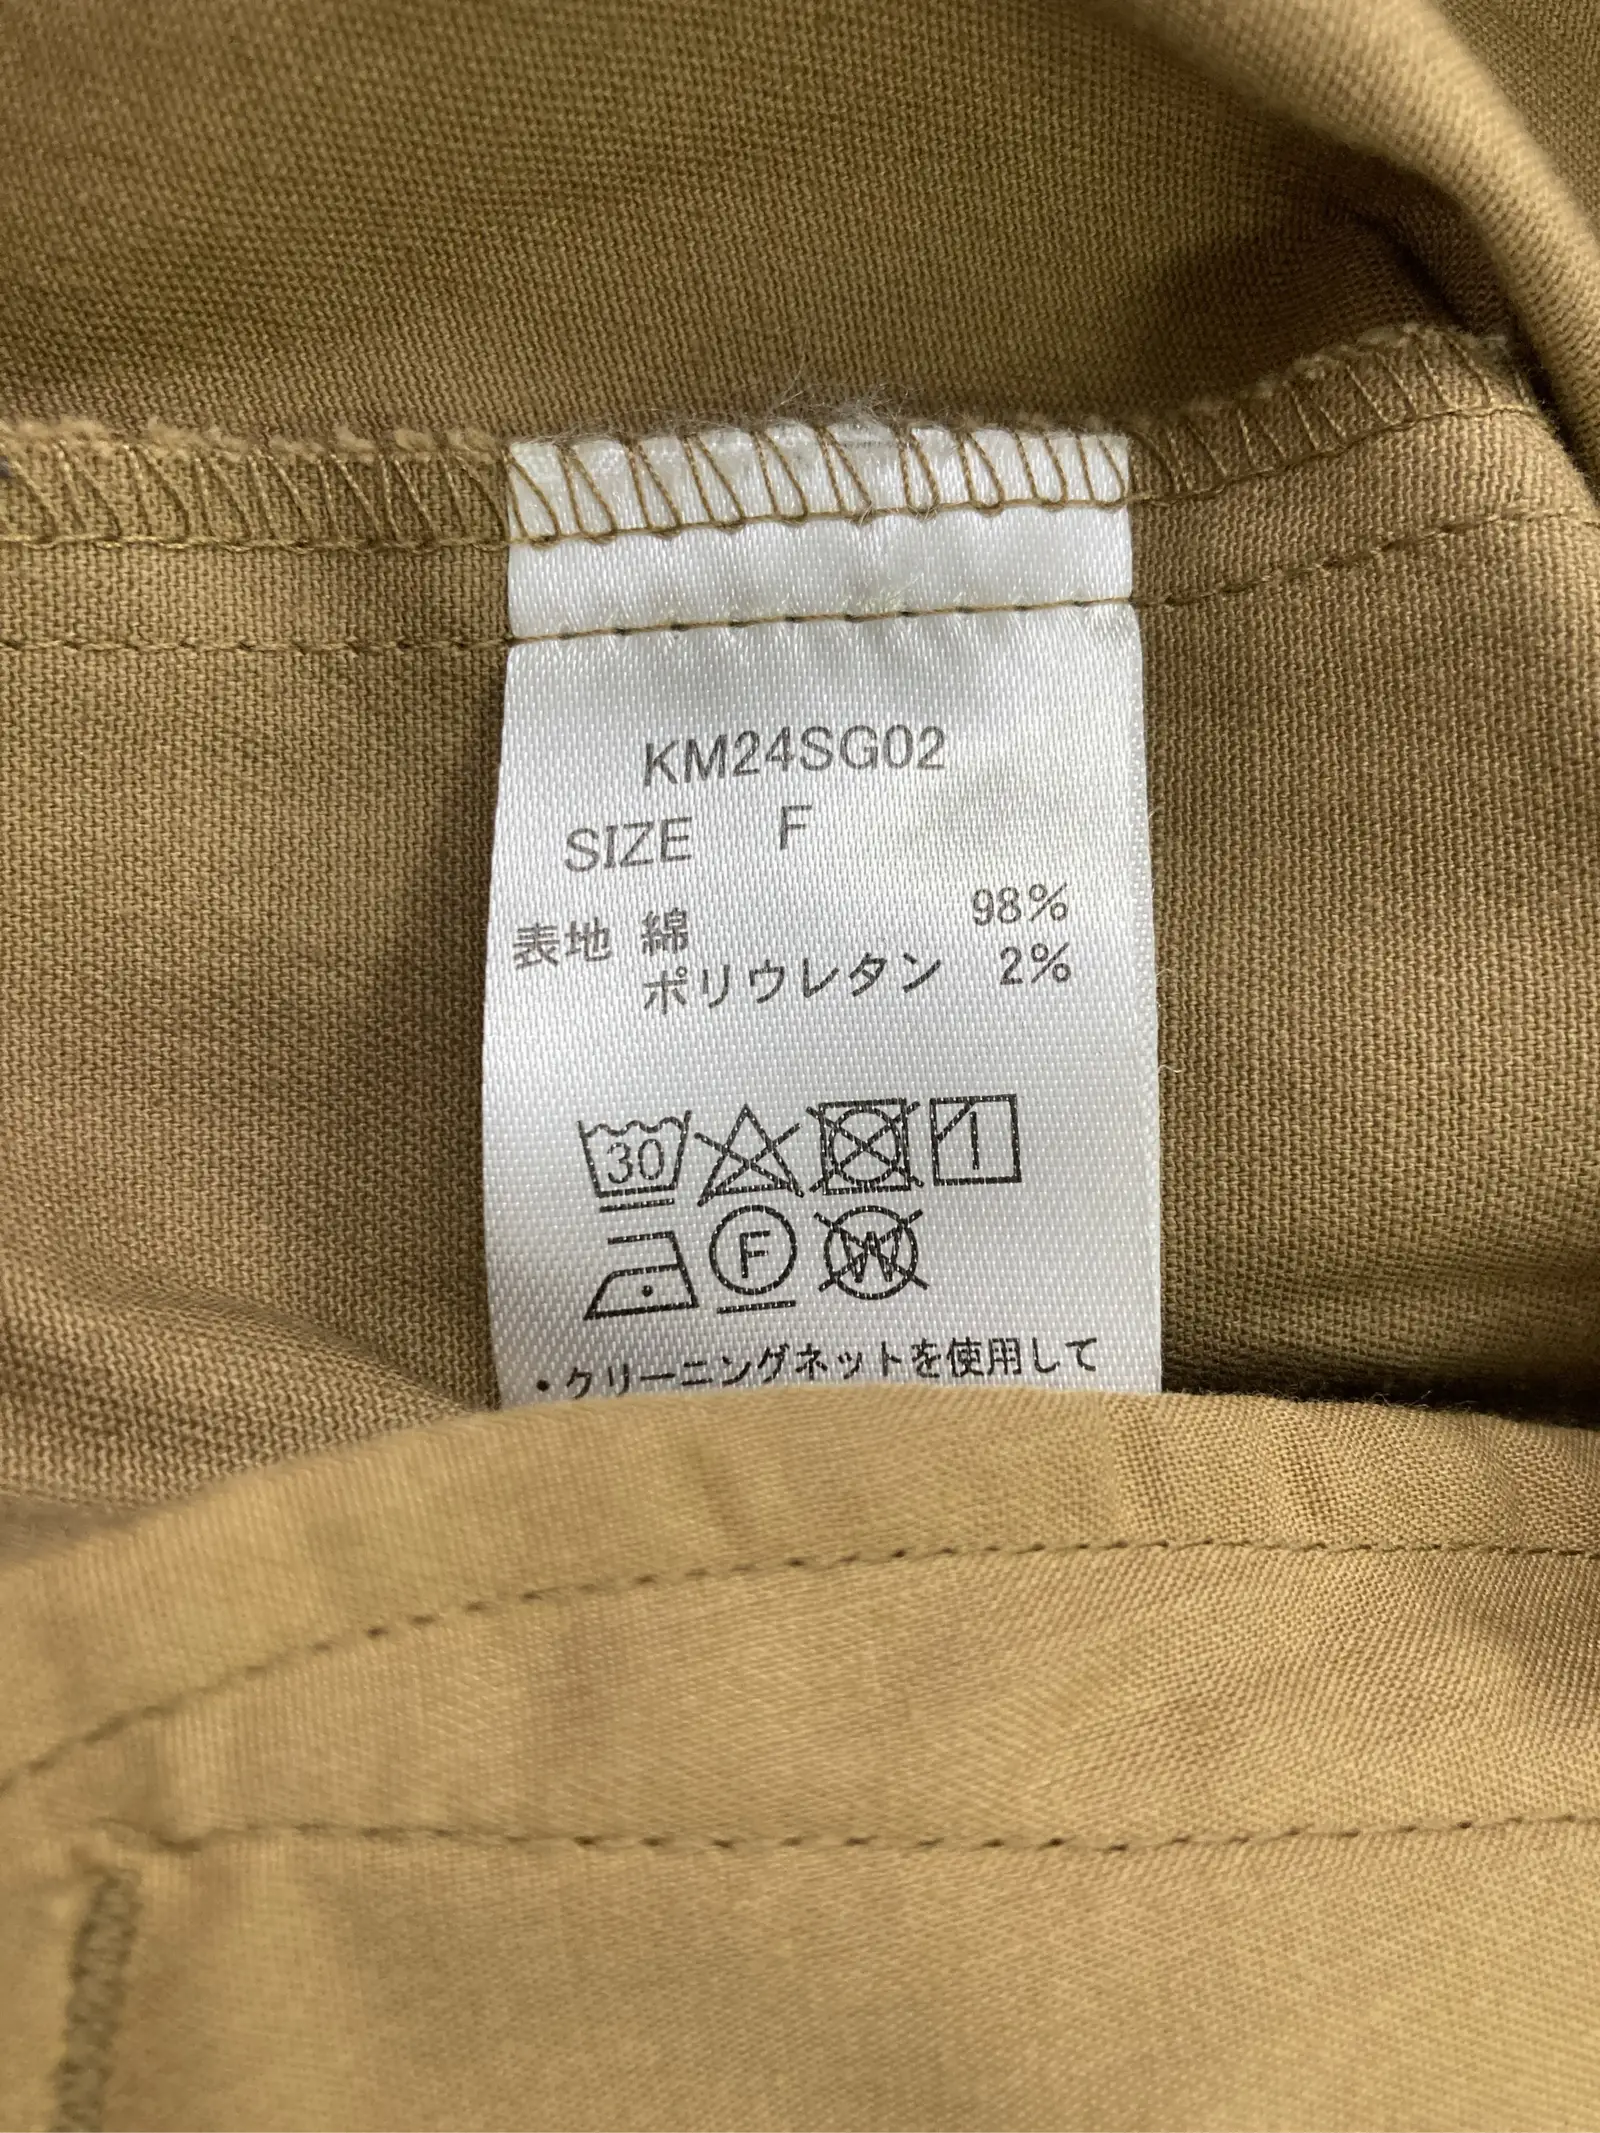 KM24SG02
SIZE F
表地 綿 98%
ポリウレタン 2%
30
F W
・クリーニングネットを使用して